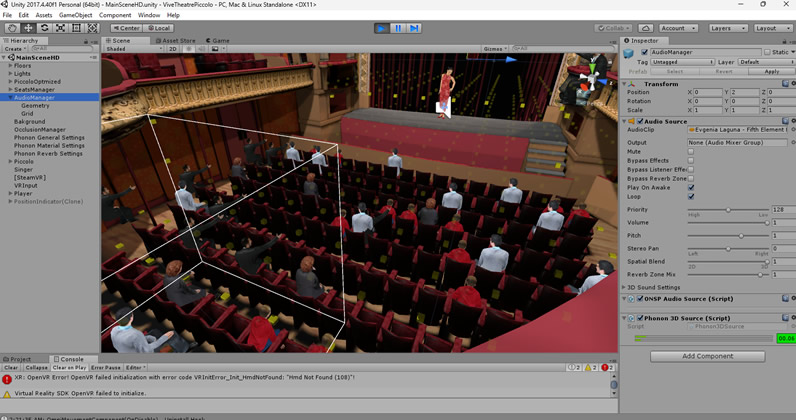 Unity 2017.4.40f1 Personal (64bit) - MainSceneHD.unity - ViveTheatrePiccolo - PC, Mac & Linux Standalone <DX11>
File Edit Assets GameObject Component Window Help
Center Local Collab Account Layers Layout
Hierarchy
Create All
MainSceneHD
Floors
Lights
PiccoloOptimized
SeatsManager
AudioManager
Geometry
Grid
Bakground
OcclusionManager
Phonon General Settings
Phonon Material Settings
Phonon Reverb Settings
Piccolo
Singer
[SteamVR]
VRInput
Player
PositionIndicator(Clone)
Scene Asset Store Game
Shaded 2D Gizmos All
Inspector
AudioManager Static
Tag Untagged Layer Default
Prefab Select Revert Apply
Transform
Position X 0 Y 2 Z 0
Rotation X 0 Y 0 Z 0
Scale X 1 Y 1 Z 1
Audio Source
AudioClip Evgenia Laguna - Fifth Element
Output None (Audio Mixer Group)
Mute
Bypass Effects
Bypass Listener Effe
Bypass Reverb Zone
Play On Awake
Loop
Priority 128
High Low
Volume 1
Pitch 1
Stereo Pan 0
Left Right
Spatial Blend 1
2D 3D
Reverb Zone Mix 1
3D Sound Settings
ONSP Audio Source (Script)
Phonon 3D Source (Script)
Script Phonon3DSource
Add Component
Project Console
Clear Collapse Clear on Play Error Pause Editor 2 2 2
XR: OpenVR Error! OpenVR failed initialization with error code VRInitError_Init_HmdNotFound: "Hmd Not Found (108)"!
Virtual Reality SDK OpenVR failed to initialize.